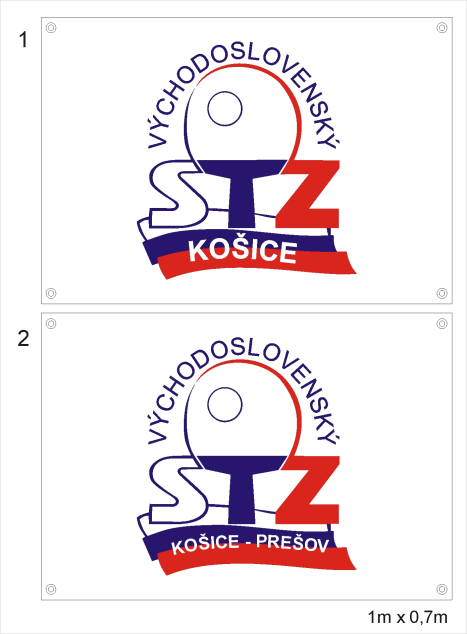 1
VÝCHODOSLOVENSKÝ
STZ
KOŠICE
2
VÝCHODOSLOVENSKÝ
STZ
KOŠICE - PREŠOV
1m x 0,7m